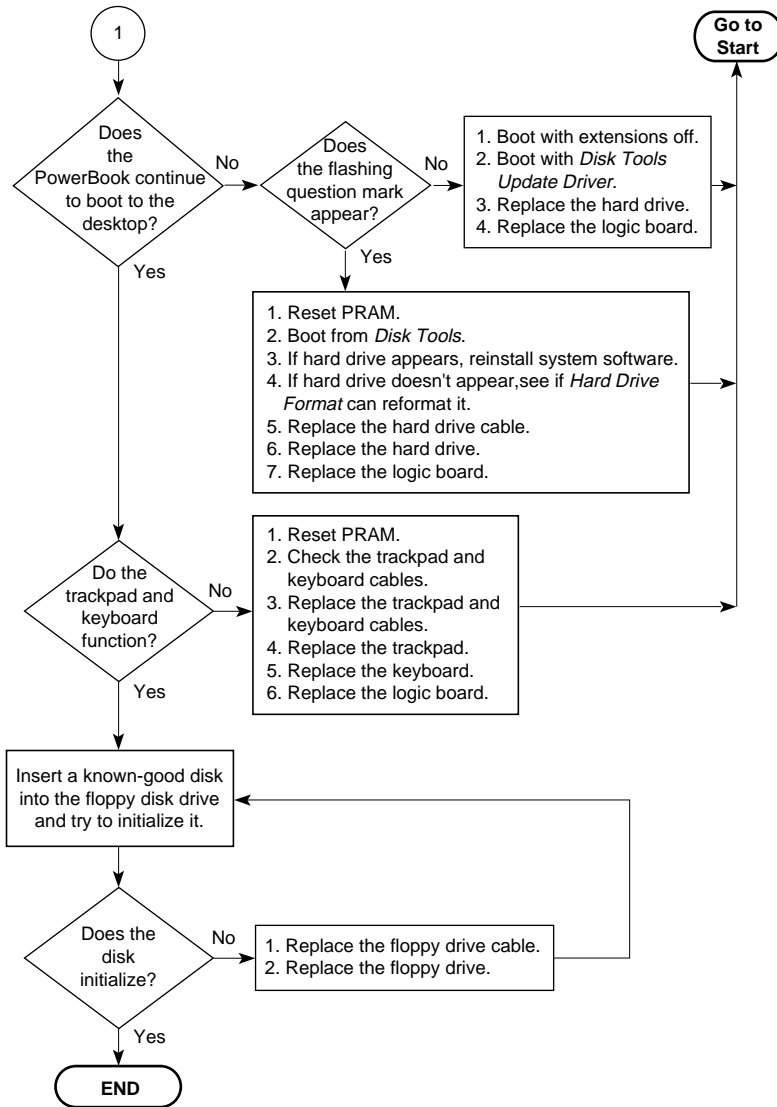 1
Go to
Start
Does
the
PowerBook continue
to boot to the
desktop?
No
Yes
Does
the flashing
question mark
appear?
No
Yes
1. Boot with extensions off.
2. Boot with Disk Tools
Update Driver.
3. Replace the hard drive.
4. Replace the logic board.
1. Reset PRAM.
2. Boot from Disk Tools.
3. If hard drive appears, reinstall system software.
4. If hard drive doesn't appear,see if Hard Drive
Format can reformat it.
5. Replace the hard drive cable.
6. Replace the hard drive.
7. Replace the logic board.
Do the
trackpad and
keyboard
function?
No
Yes
1. Reset PRAM.
2. Check the trackpad and
keyboard cables.
3. Replace the trackpad and
keyboard cables.
4. Replace the trackpad.
5. Replace the keyboard.
6. Replace the logic board.
Insert a known-good disk
into the floppy disk drive
and try to initialize it.
Does the
disk
initialize?
No
Yes
1. Replace the floppy drive cable.
2. Replace the floppy drive.
END